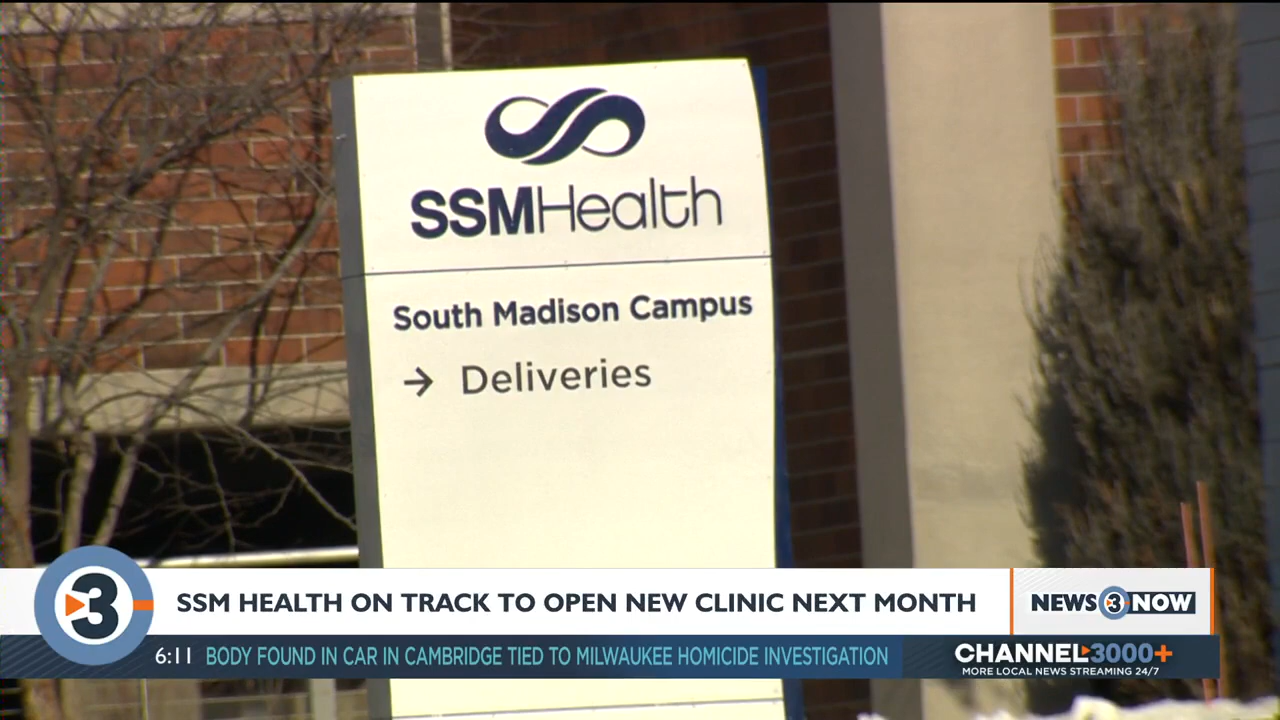 SSMHealth
South Madison Campus
→ Deliveries
3 SSM HEALTH ON TRACK TO OPEN NEW CLINIC NEXT MONTH
NEWS 3 NOW
6:11 BODY FOUND IN CAR IN CAMBRIDGE TIED TO MILWAUKEE HOMICIDE INVESTIGATION
CHANNEL3000+
MORE LOCAL NEWS STREAMING 24/7